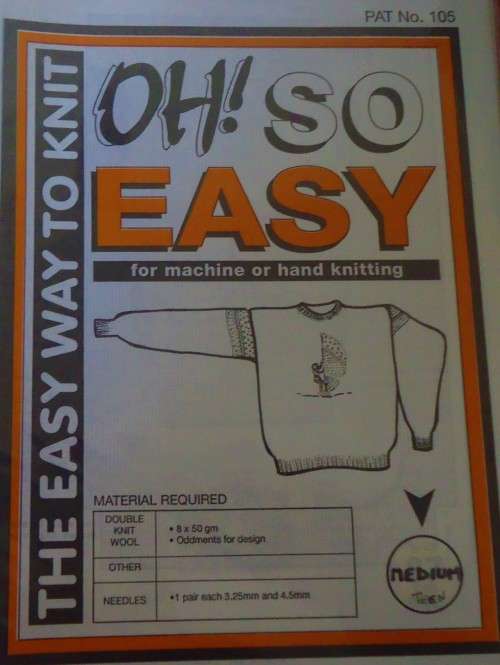 PAT No. 105
THE EASY WAY TO KNIT
OH! SO
EASY
for machine or hand knitting
MATERIAL REQUIRED
DOUBLE
KNIT
WOOL
• 8 x 50 gm
• Oddments for design
OTHER
NEEDLES
•1 pair each 3.25mm and 4.5mm
MEDIUM
TEEN